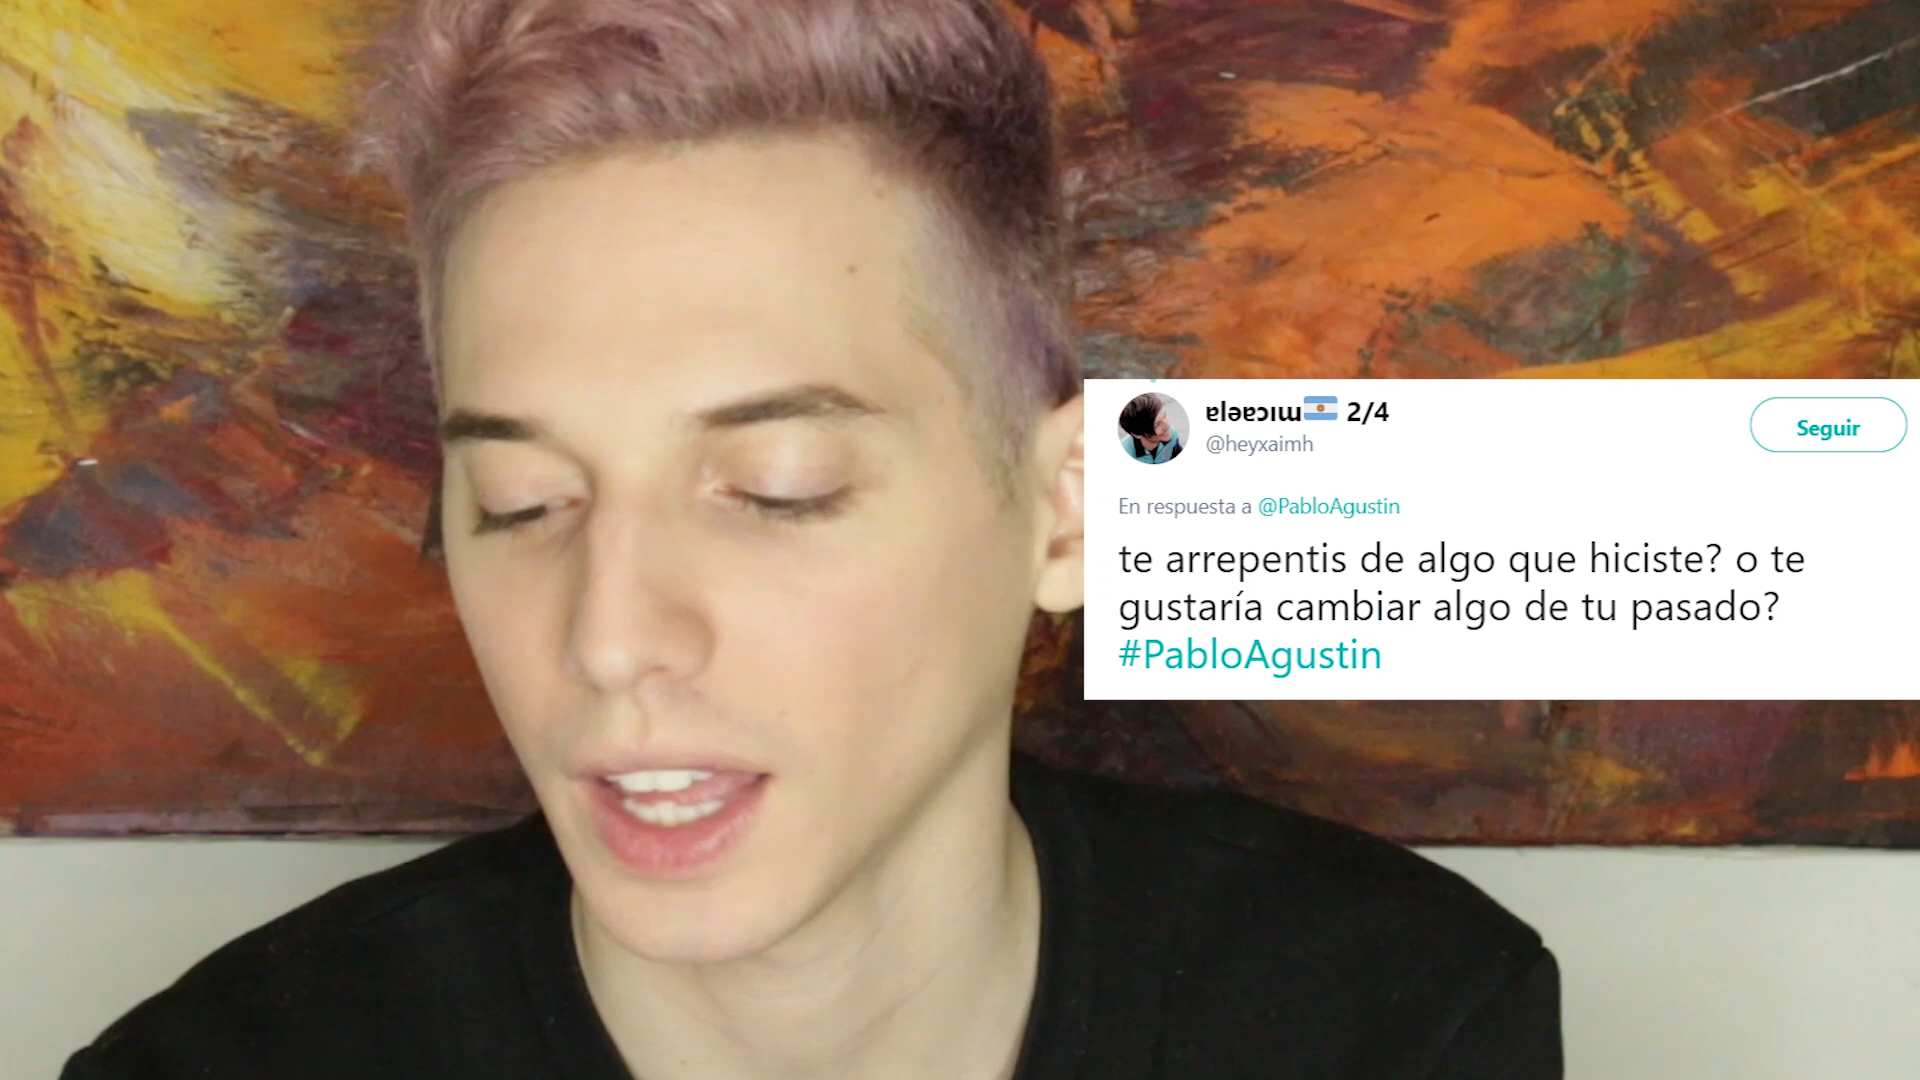 ɐləɐɔıɯ 2/4
@heyxaimh
Seguir
En respuesta a @PabloAgustin
te arrepentis de algo que hiciste? o te
gustaría cambiar algo de tu pasado?
#PabloAgustin